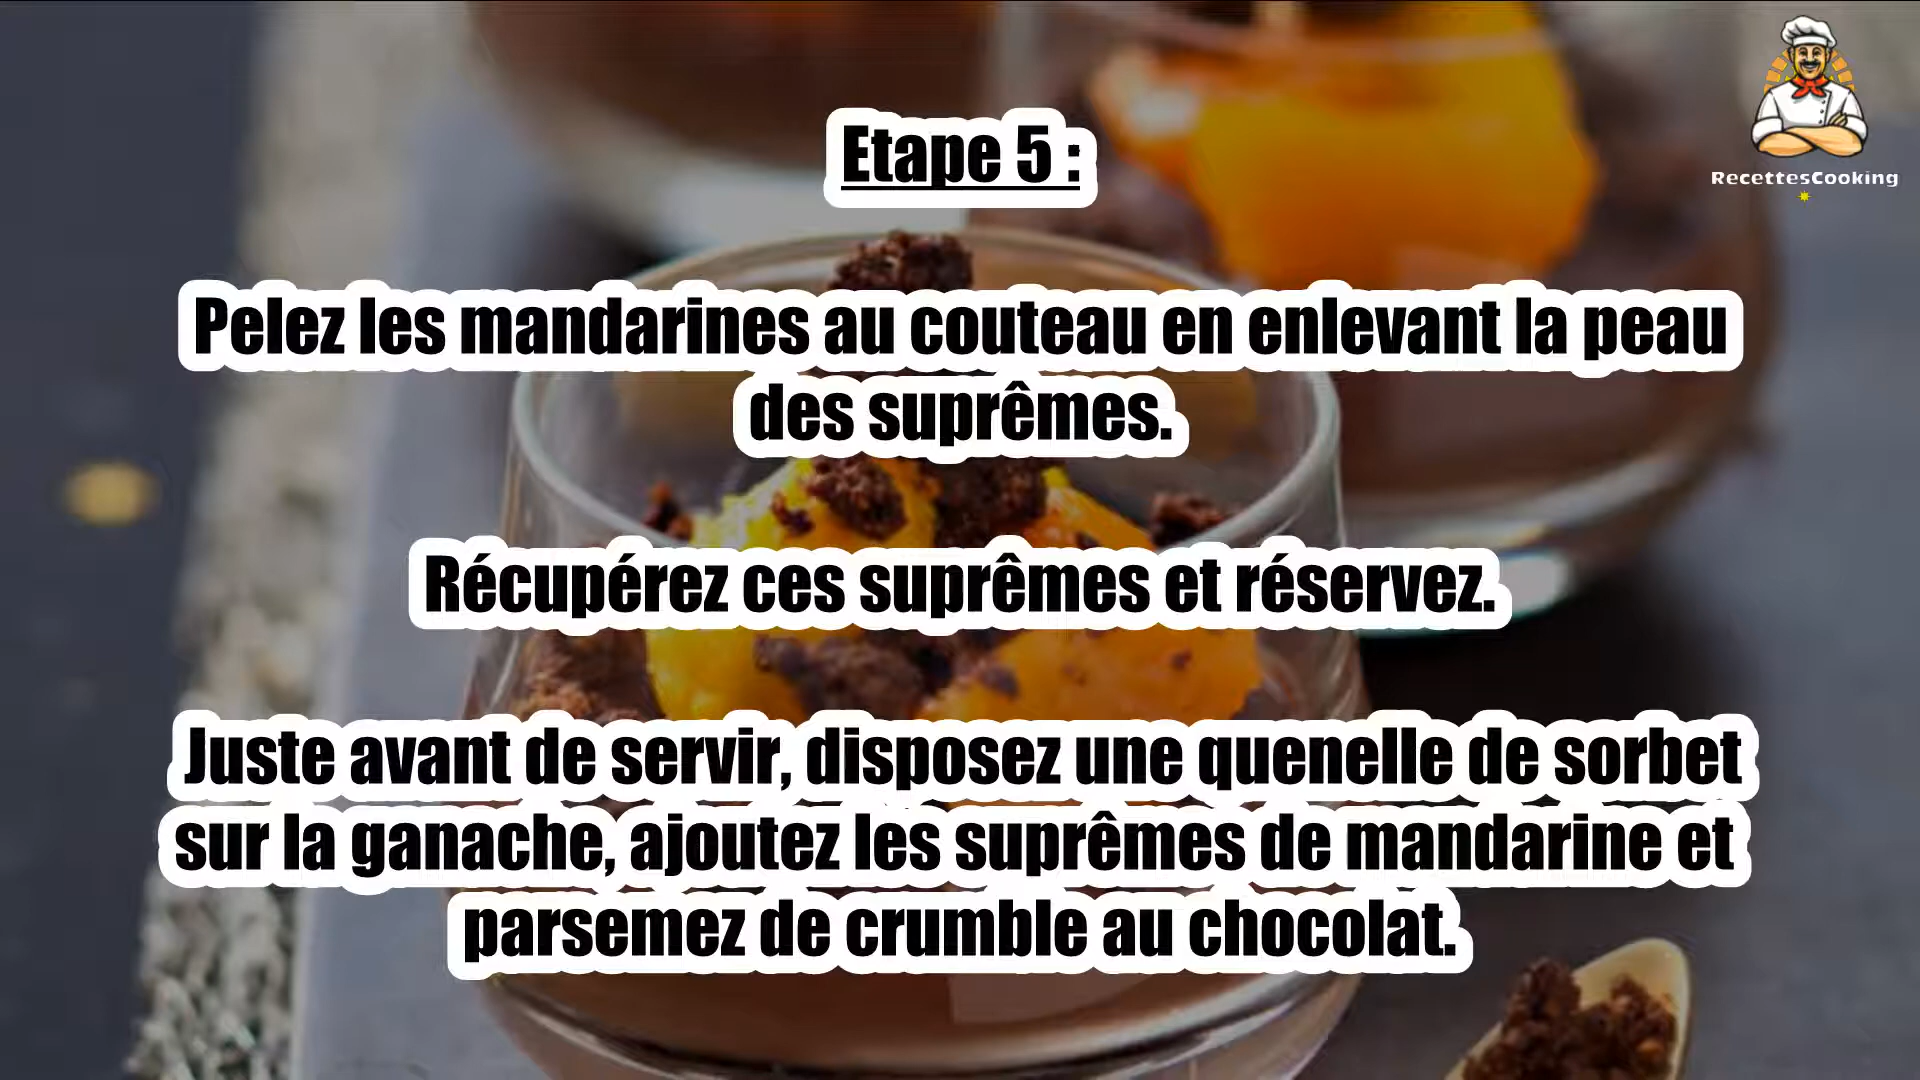 RecettesCooking
Etape 5 :
Pelez les mandarines au couteau en enlevant la peau
des suprêmes.
Récupérez ces suprêmes et réservez.
Juste avant de servir, disposez une quenelle de sorbet
sur la ganache, ajoutez les suprêmes de mandarine et
parsemez de crumble au chocolat.